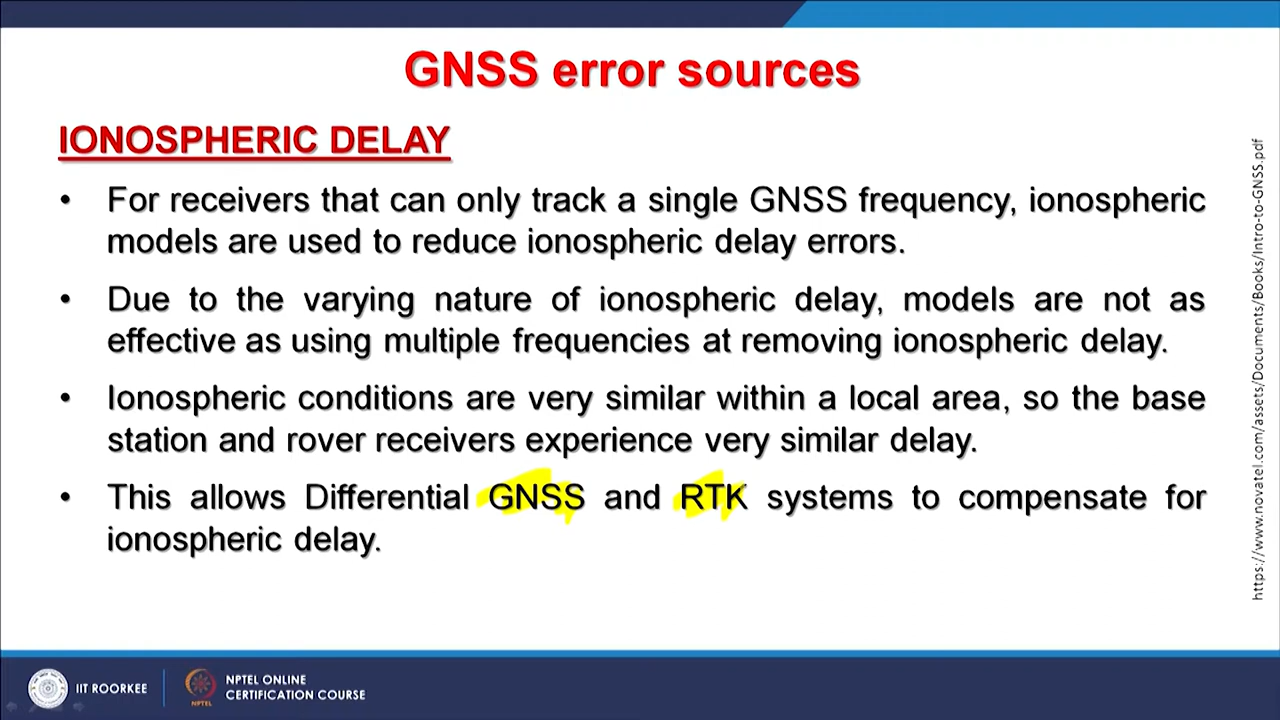 GNSS error sources
IONOSPHERIC DELAY
• For receivers that can only track a single GNSS frequency, ionospheric
models are used to reduce ionospheric delay errors.
• Due to the varying nature of ionospheric delay, models are not as
effective as using multiple frequencies at removing ionospheric delay.
• Ionospheric conditions are very similar within a local area, so the base
station and rover receivers experience very similar delay.
• This allows Differential GNSS and RTK systems to compensate for
ionospheric delay.
https://www.novatel.com/assets/Documents/Books/Intro-to-GNSS.pdf
IIT ROORKEE
NPTEL
NPTEL ONLINE
CERTIFICATION COURSE